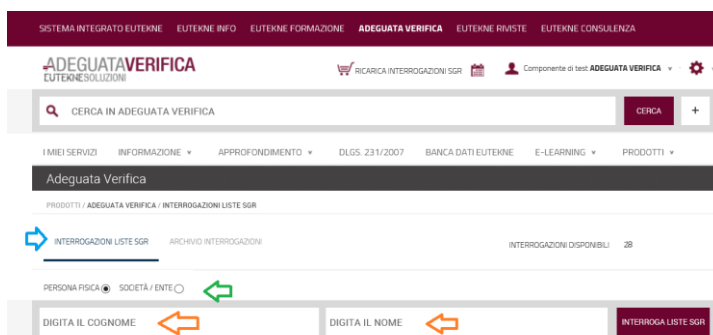 SISTEMA INTEGRATO EUTEKNE EUTEKNE INFO EUTEKNE FORMAZIONE ADEGUATA VERIFICA EUTEKNE RIVISTE EUTEKNE CONSULENZA
ADEGUATAVERIFICA
EUTEKNESOLUZIONI
RICARICA INTERROGAZIONI SGR Componente di test ADEGUATA VERIFICA
CERCA IN ADEGUATA VERIFICA CERCA +
I MIEI SERVIZI INFORMAZIONE APPROFONDIMENTO DLGS. 231/2007 BANCA DATI EUTEKNE E-LEARNING PRODOTTI
Adeguata Verifica
PRODOTTI / ADEGUATA VERIFICA / INTERROGAZIONI LISTE SGR
INTERROGAZIONI LISTE SGR ARCHIVIO INTERROGAZIONI INTERROGAZIONI DISPONIBILI 28
PERSONA FISICA SOCIETÀ / ENTE
DIGITA IL COGNOME DIGITA IL NOME INTERROGA LISTE SGR